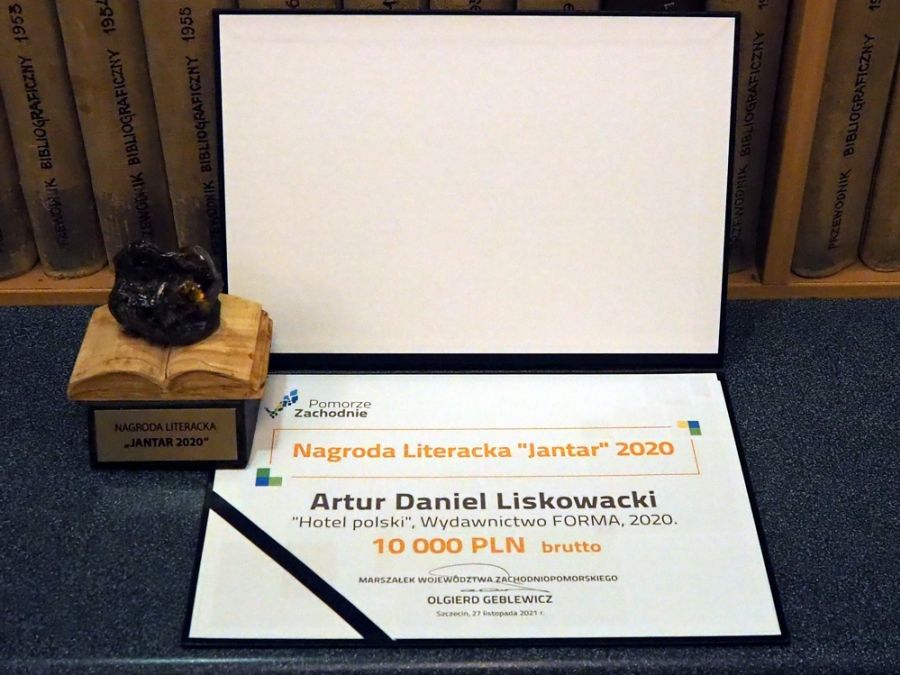 PRZEWODNIK BIBLIOGRAFICZNY 1953
BIBLIOGRAFICZNY 1954
BIBLIOGRAFICZNY 1955
PRZEWODNIK BIBLIOGRAFICZNY
PRZEWODNIK BIBLIOGRAFICZNY
NAGRODA LITERACKA
„JANTAR 2020”
Pomorze
Zachodnie
Nagroda Literacka "Jantar" 2020
Artur Daniel Liskowacki
"Hotel polski", Wydawnictwo FORMA, 2020.
10 000 PLN brutto
MARSZAŁEK WOJEWÓDZTWA ZACHODNIOPOMORSKIEGO
OLGIERD GEBLEWICZ
Szczecin, 27 listopada 2021 r.